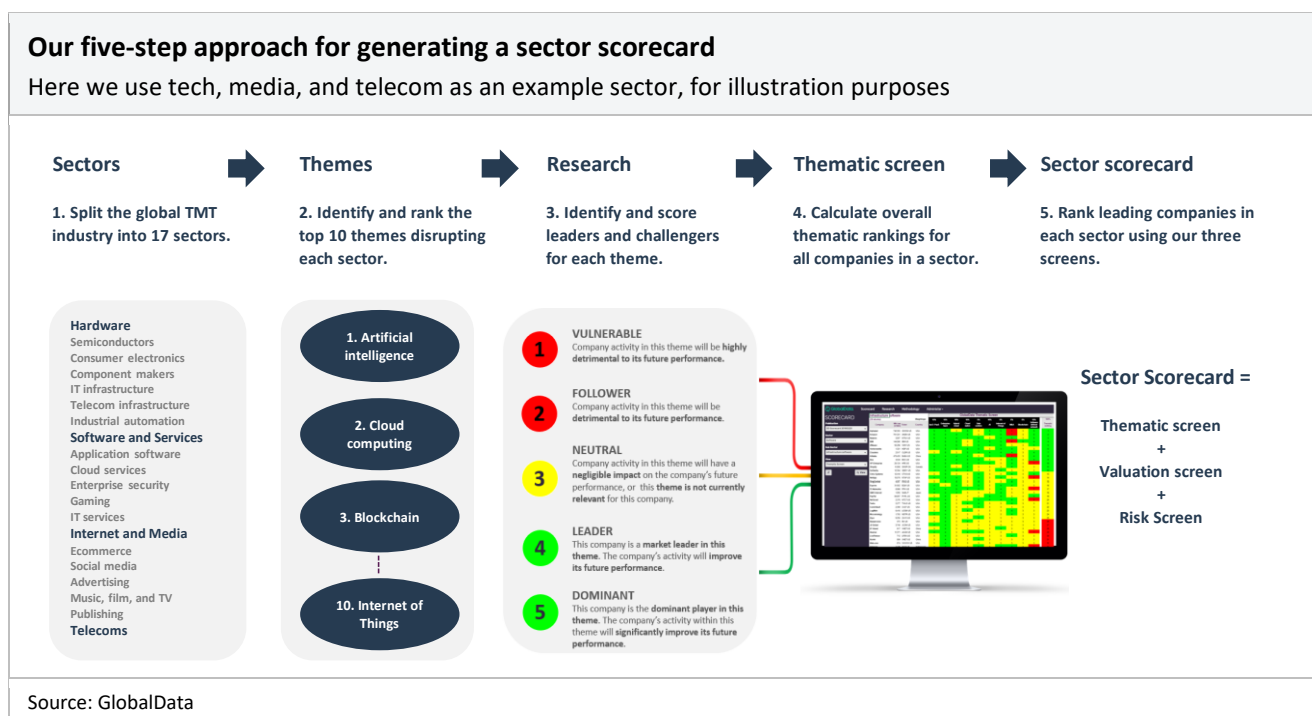 Our five-step approach for generating a sector scorecard
Here we use tech, media, and telecom as an example sector, for illustration purposes
Sectors
Themes
Research
Thematic screen
Sector scorecard
1. Split the global TMT
industry into 17 sectors.
2. Identify and rank the
top 10 themes disrupting
each sector.
3. Identify and score
leaders and challengers
for each theme.
4. Calculate overall
thematic rankings for
all companies in a sector.
5. Rank leading companies in
each sector using our three
screens.
Hardware
Semiconductors
Consumer electronics
Component makers
IT infrastructure
Telecom infrastructure
Industrial automation
Software and Services
Application software
Cloud services
Enterprise security
Gaming
IT services
Internet and Media
Ecommerce
Social media
Advertising
Music, film, and TV
Publishing
Telecoms
1. Artificial
intelligence
2. Cloud
computing
3. Blockchain
10. Internet of
Things
1
VULNERABLE
Company activity in this theme will be highly
detrimental to its future performance.
2
FOLLOWER
Company activity in this theme will be
detrimental to its future performance.
3
NEUTRAL
Company activity in this theme will have a
negligible impact on the company's future
performance, or this theme is not currently
relevant for this company.
4
LEADER
This company is a market leader in this
theme. The company's activity will improve
its future performance.
5
DOMINANT
This company is the dominant player in this
theme. The company's activity within this
theme will significantly improve its future
performance.
SCORECARD
Sector Scorecard =
Thematic screen
+
Valuation screen
+
Risk Screen
Source: GlobalData